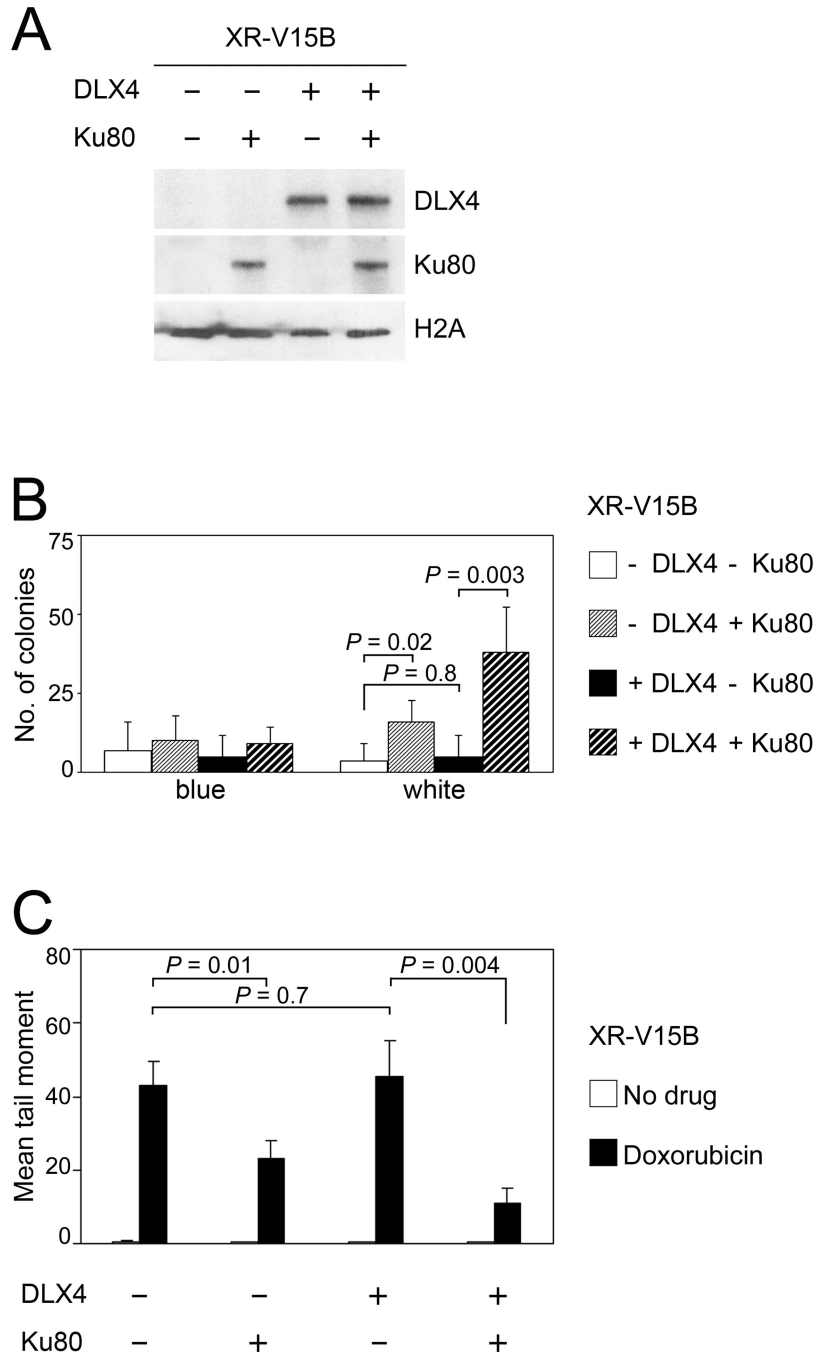 A
XR-V15B
DLX4 − − + +
Ku80 − + − +
DLX4
Ku80
H2A
B
XR-V15B
No. of colonies
75
50
25
0
P = 0.003
P = 0.02
P = 0.8
blue white
- DLX4 - Ku80
- DLX4 + Ku80
+ DLX4 - Ku80
+ DLX4 + Ku80
C
Mean tail moment
80
60
40
20
0
P = 0.01 P = 0.004
P = 0.7
XR-V15B
No drug
Doxorubicin
DLX4 − − + +
Ku80 − + − +